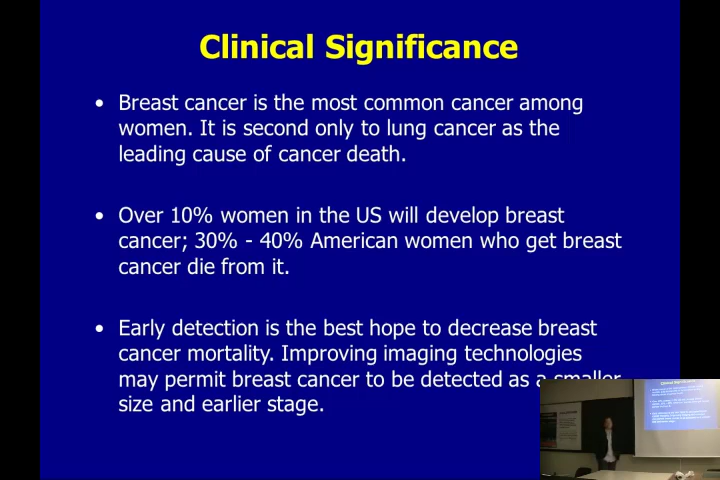 Clinical Significance
• Breast cancer is the most common cancer among
women. It is second only to lung cancer as the
leading cause of cancer death.
• Over 10% women in the US will develop breast
cancer; 30% - 40% American women who get breast
cancer die from it.
• Early detection is the best hope to decrease breast
cancer mortality. Improving imaging technologies
may permit breast cancer to be detected as a smaller
size and earlier stage.
Clinical Significance